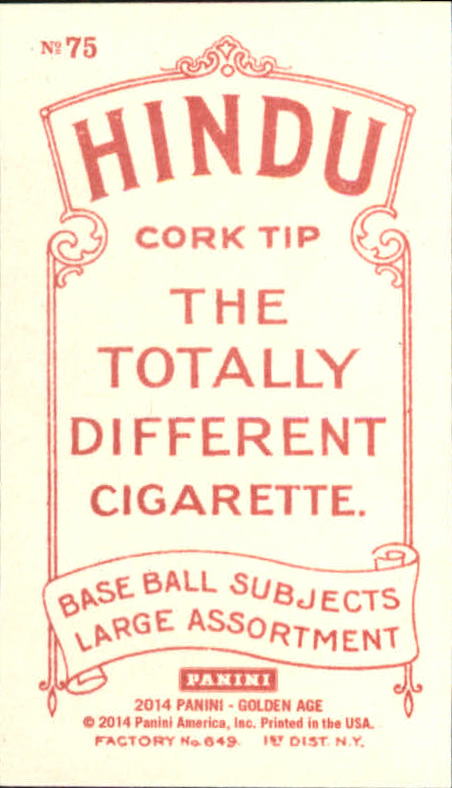 Nº 75
HINDU
CORK TIP
THE
TOTALLY
DIFFERENT
CIGARETTE.
BASE BALL SUBJECTS
LARGE ASSORTMENT
PANINI
2014 PANINI - GOLDEN AGE
© 2014 Panini America, Inc. Printed in the USA.
FACTORY No. 649. 1ST DIST. N.Y.